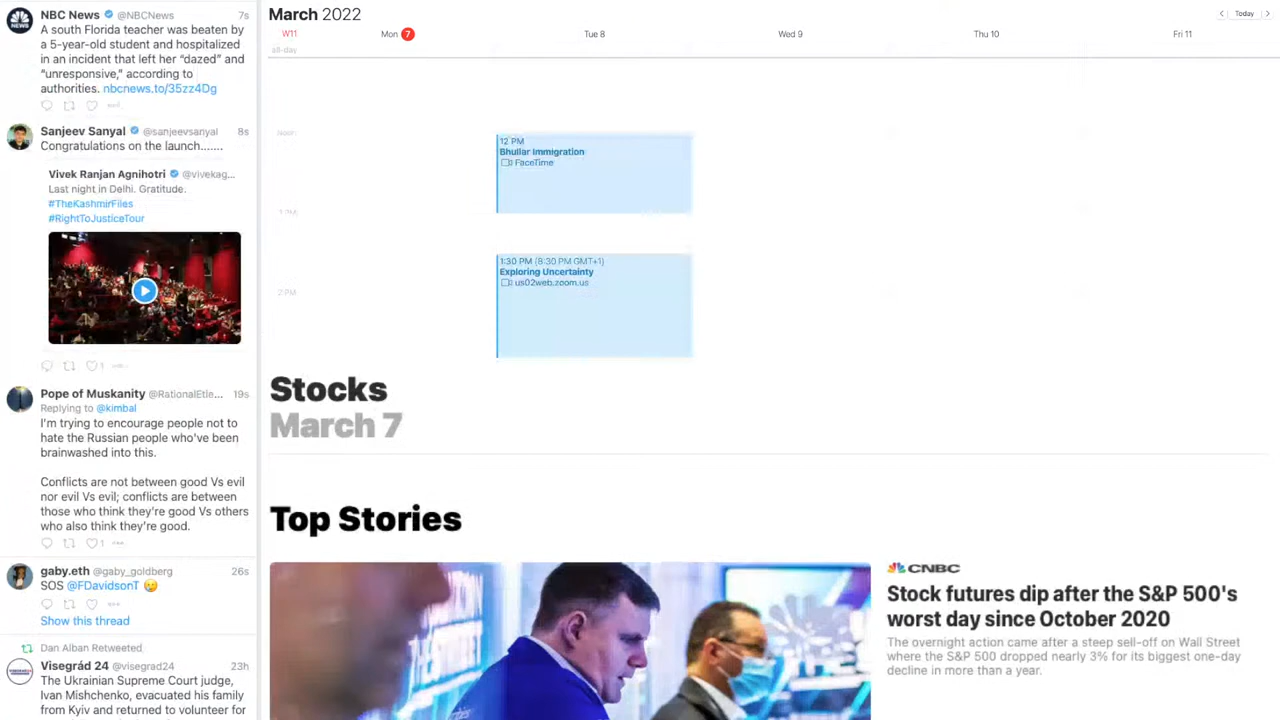 NBC News @NBCNews 7s
A south Florida teacher was beaten by
a 5-year-old student and hospitalized
in an incident that left her “dazed” and
“unresponsive,” according to
authorities. nbcnews.to/35zz4Dg
Sanjeev Sanyal @sanjeevsanyal 8s
Congratulations on the launch.......
Vivek Ranjan Agnihotri @vivekag...
Last night in Delhi. Gratitude.
#TheKashmirFiles
#RightToJusticeTour
1
Pope of Muskanity @RationalEtie... 19s
Replying to @kimbal
I'm trying to encourage people not to
hate the Russian people who've been
brainwashed into this.
Conflicts are not between good Vs evil
nor evil Vs evil; conflicts are between
those who think they're good Vs others
who also think they're good.
1
gaby.eth @gaby_goldberg 26s
SOS @FDavidsonT
Show this thread
Dan Alban Retweeted
Visegrád 24 @visegrad24 23h
The Ukrainian Supreme Court judge,
Ivan Mishchenko, evacuated his family
from Kyiv and returned to volunteer for
March 2022
Today
W11 Mon 7 Tue 8 Wed 9 Thu 10 Fri 11
all-day
Noon
12 PM
Bhullar Immigration
FaceTime
1 PM
1:30 PM (8:30 PM GMT+1)
Exploring Uncertainty
us02web.zoom.us
2 PM
Stocks
March 7
Top Stories
CNBC
Stock futures dip after the S&P 500's
worst day since October 2020
The overnight action came after a steep sell-off on Wall Street
where the S&P 500 dropped nearly 3% for its biggest one-day
decline in more than a year.